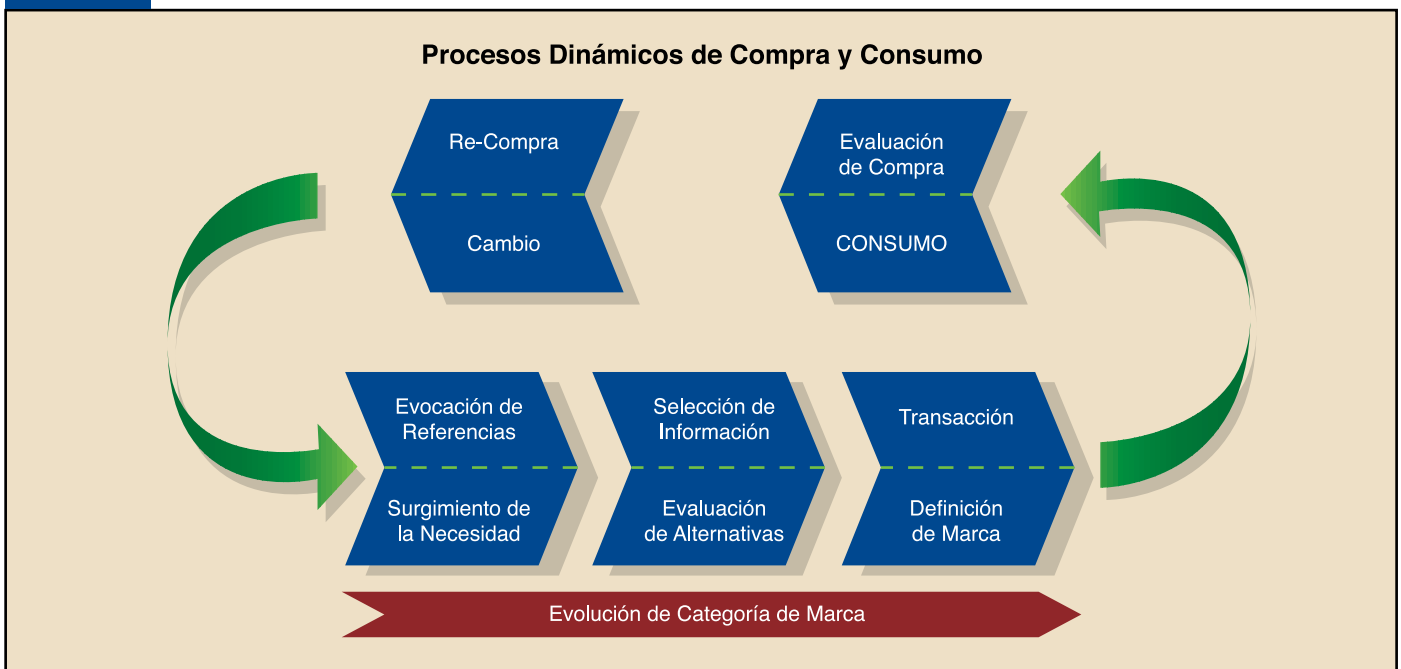 Procesos Dinámicos de Compra y Consumo
Re-Compra
Cambio
Evaluación
de Compra
CONSUMO
Evocación de
Referencias
Surgimiento de
la Necesidad
Selección de
Información
Evaluación
de Alternativas
Transacción
Definición
de Marca
Evolución de Categoría de Marca